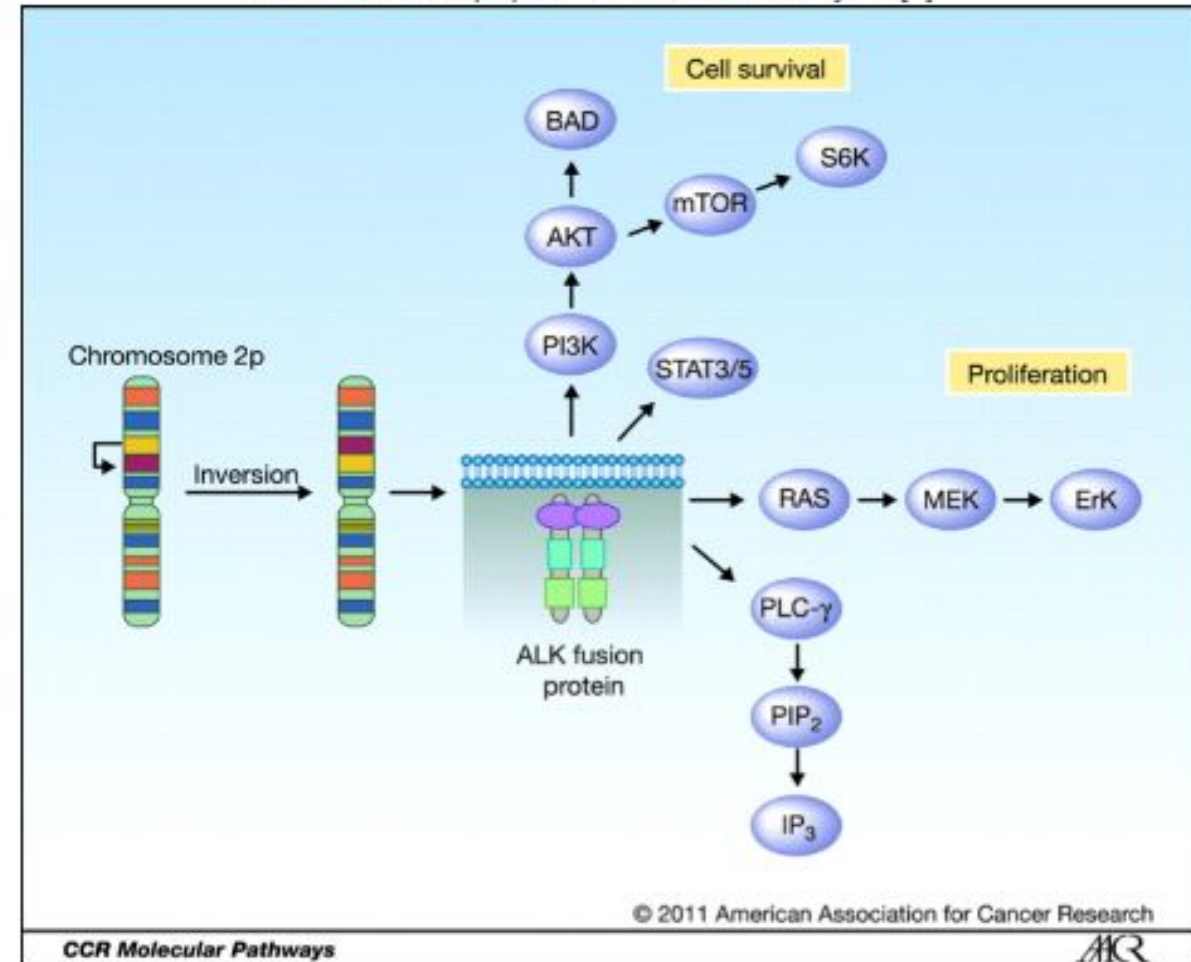 Cell survival
BAD
S6K
mTOR
AKT
PI3K
STAT3/5
Chromosome 2p
Proliferation
Inversion
RAS
MEK
ErK
PLC-γ
ALK fusion
protein
PIP₂
IP₃
© 2011 American Association for Cancer Research
CCR Molecular Pathways